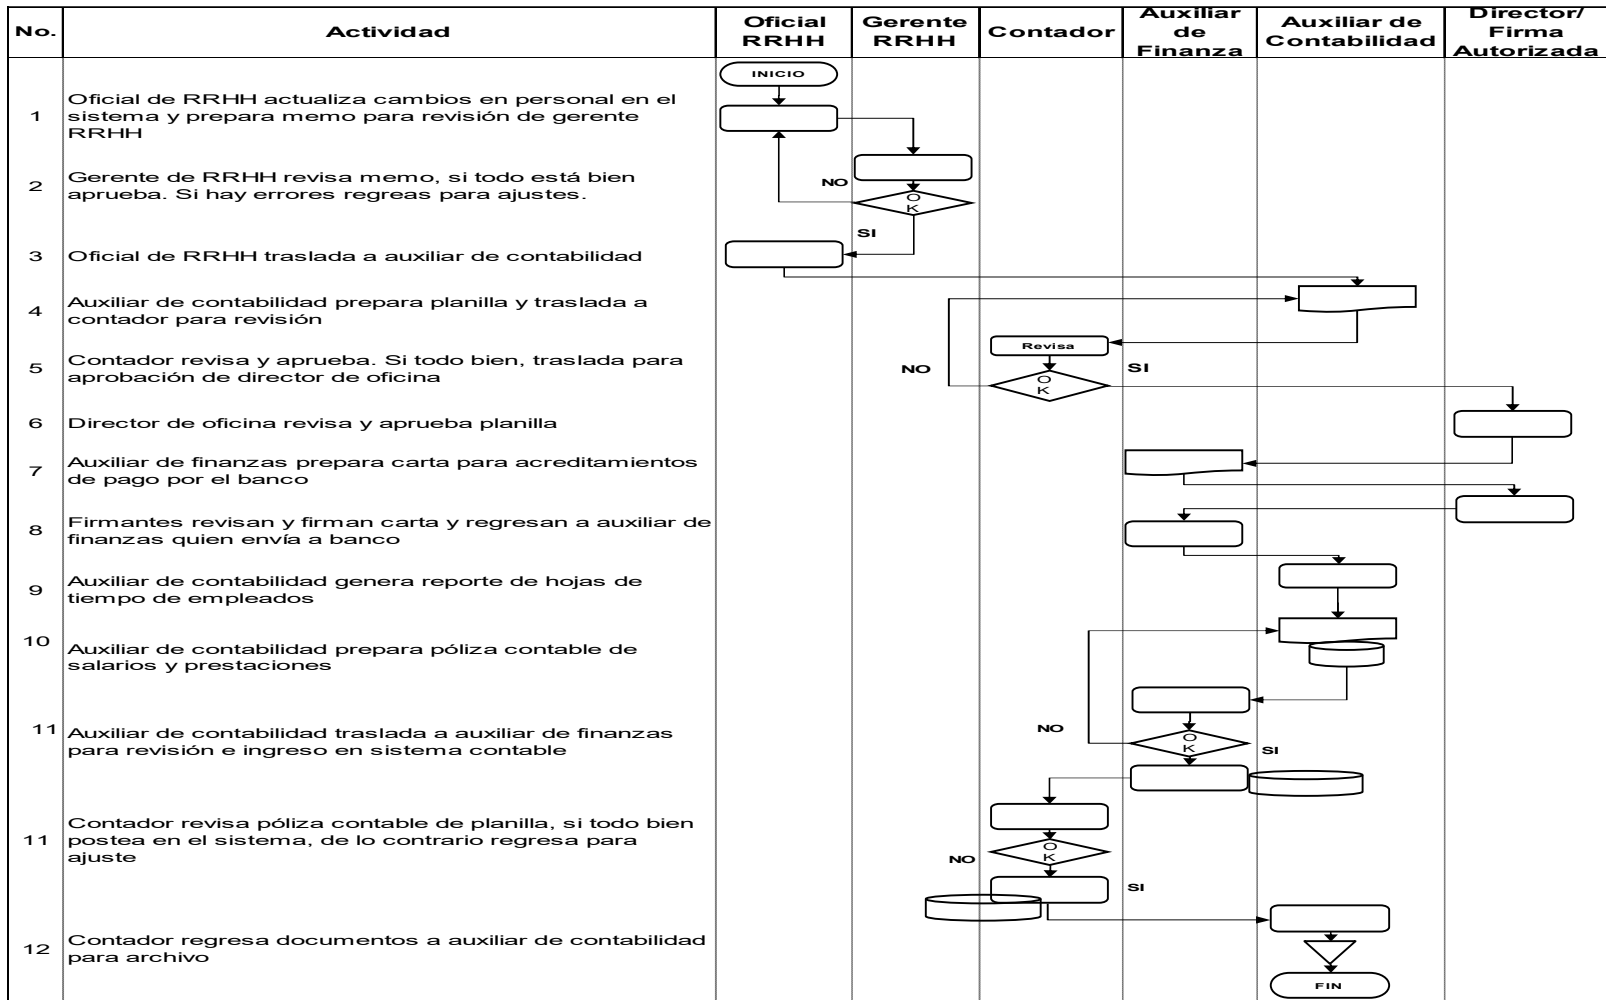 No.
Actividad
Oficial
RRHH
Gerente
RRHH
Contador
Auxiliar
de
Finanza
Auxiliar de
Contabilidad
Director/
Firma
Autorizada
INICIO
1
Oficial de RRHH actualiza cambios en personal en el
sistema y prepara memo para revisión de gerente
RRHH
2
Gerente de RRHH revisa memo, si todo está bien
aprueba. Si hay errores regreas para ajustes.
NO
O
K
SI
3
Oficial de RRHH traslada a auxiliar de contabilidad
4
Auxiliar de contabilidad prepara planilla y traslada a
contador para revisión
5
Contador revisa y aprueba. Si todo bien, traslada para
aprobación de director de oficina
Revisa
NO
O
K
SI
6
Director de oficina revisa y aprueba planilla
7
Auxiliar de finanzas prepara carta para acreditamientos
de pago por el banco
8
Firmantes revisan y firman carta y regresan a auxiliar de
finanzas quien envía a banco
9
Auxiliar de contabilidad genera reporte de hojas de
tiempo de empleados
10
Auxiliar de contabilidad prepara póliza contable de
salarios y prestaciones
11
Auxiliar de contabilidad traslada a auxiliar de finanzas
para revisión e ingreso en sistema contable
NO
O
K
SI
11
Contador revisa póliza contable de planilla, si todo bien
postea en el sistema, de lo contrario regresa para
ajuste
NO
O
K
SI
12
Contador regresa documentos a auxiliar de contabilidad
para archivo
FIN